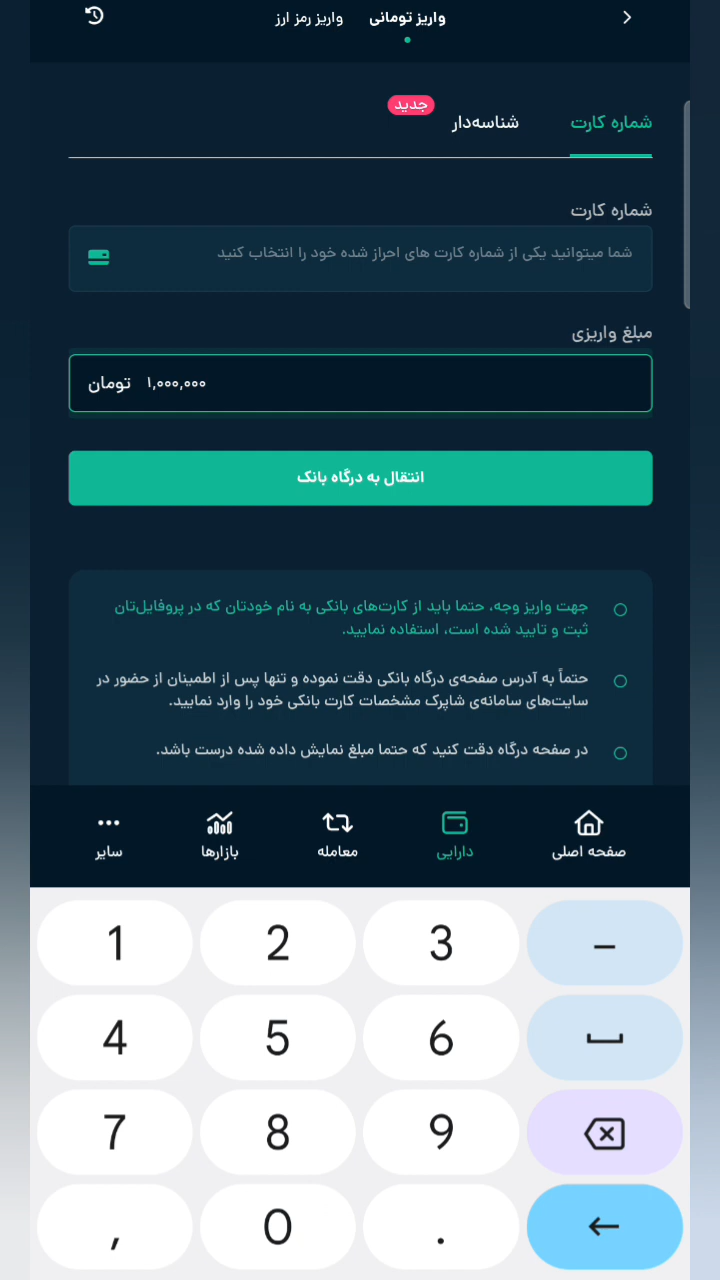 واریز تومانی
واریز رمز ارز
شماره کارت
شناسه‌دار
جدید
شماره کارت
شما میتوانید یکی از شماره کارت های احراز شده خود را انتخاب کنید
مبلغ واریزی
۱,۰۰۰,۰۰۰ تومان
انتقال به درگاه بانک
جهت واریز وجه، حتما باید از کارت‌های بانکی به نام خودتان که در پروفایل‌تان
ثبت و تایید شده است، استفاده نمایید.
حتماً به آدرس صفحه‌ی درگاه بانکی دقت نموده و تنها پس از اطمینان از حضور در
سایت‌های سامانه‌ی شاپرک مشخصات کارت بانکی خود را وارد نمایید.
در صفحه درگاه دقت کنید که حتما مبلغ نمایش داده شده درست باشد.
صفحه اصلی
دارایی
معامله
بازارها
سایر
1 2 3 –
4 5 6
7 8 9
, 0 .